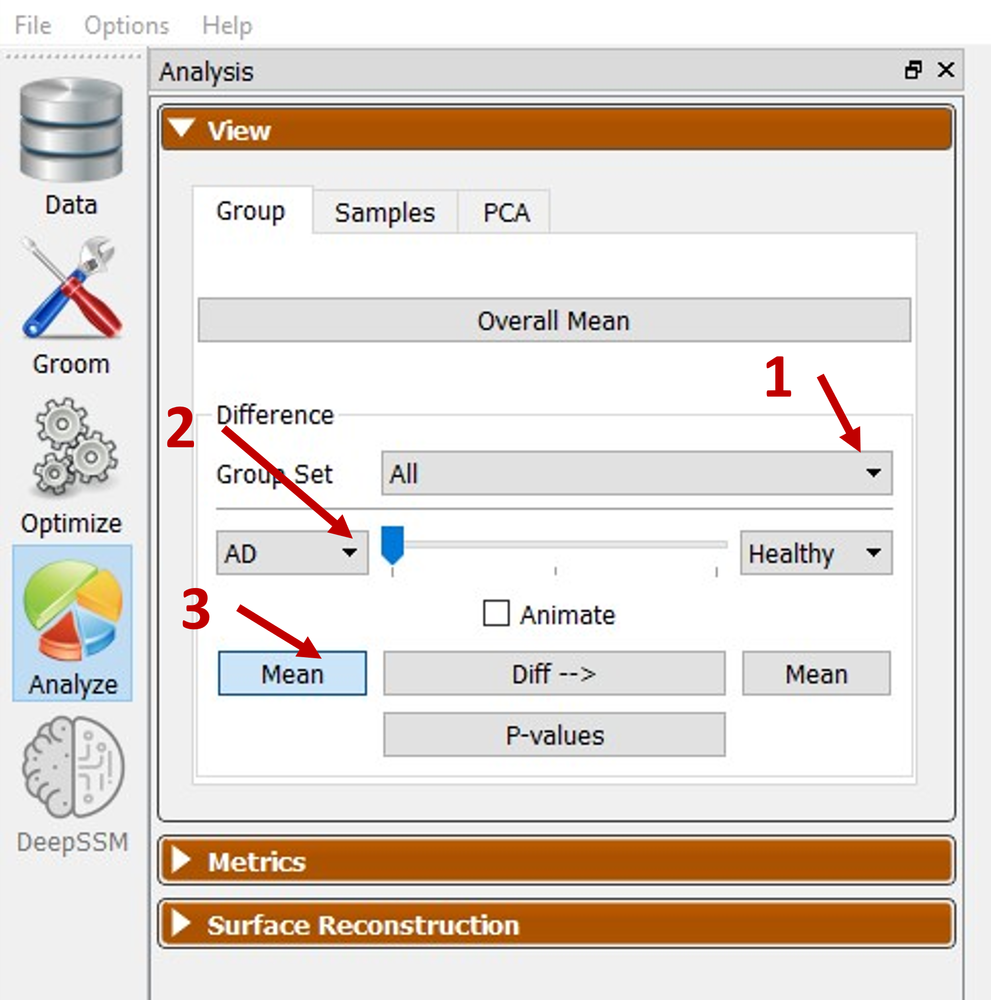 File Options Help
Analysis
Data
Groom
Optimize
Analyze
DeepSSM
View
Group Samples PCA
Overall Mean
1
2
Difference
Group Set All
AD Healthy
3
Animate
Mean Diff --> Mean
P-values
Metrics
Surface Reconstruction